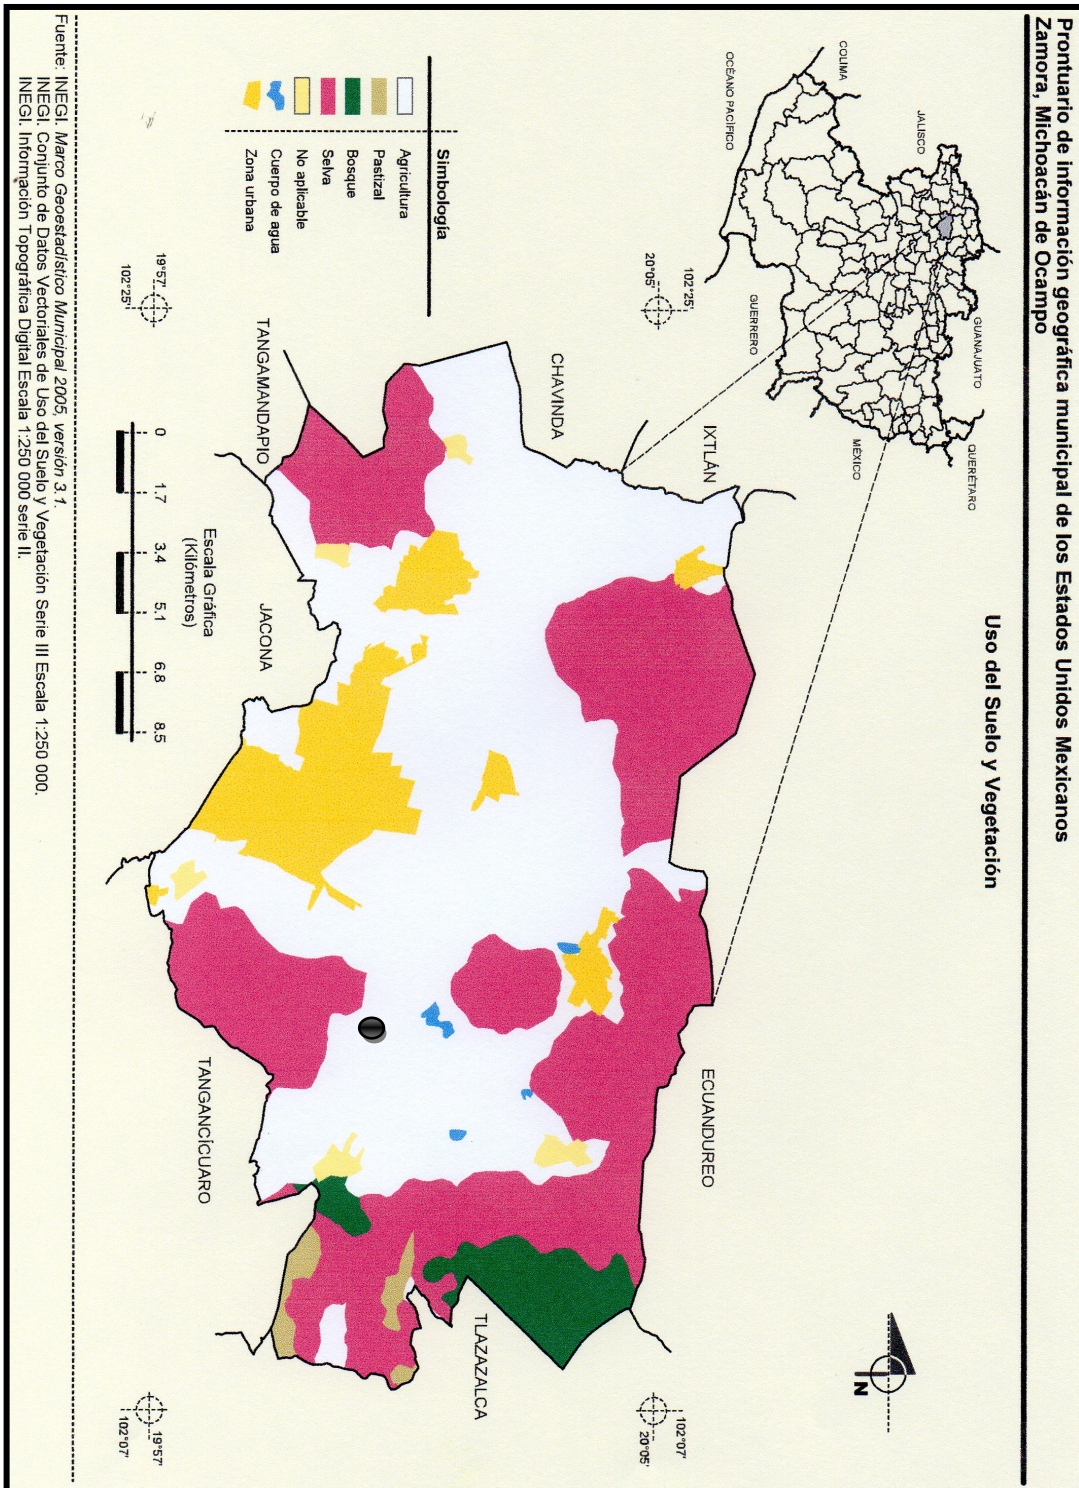 Prontuario de información geográfica municipal de los Estados Unidos Mexicanos
Zamora, Michoacán de Ocampo
Uso del Suelo y Vegetación
COLIMA
OCÉANO PACÍFICO
JALISCO
GUANAJUATO
QUERÉTARO
MÉXICO
GUERRERO
102°25'
20°05'
102°07'
20°05'
N
IXTLÁN
CHAVINDA
ECUANDUREO
TLAZAZALCA
TANGAMANDAPIO
JACONA
TANGANCÍCUARO
19°57'
102°25'
19°57'
102°07'
Simbología
Agricultura
Pastizal
Bosque
Selva
No aplicable
Cuerpo de agua
Zona urbana
Escala Gráfica
(Kilómetros)
0 1.7 3.4 5.1 6.8 8.5
Fuente: INEGI. Marco Geoestadístico Municipal 2005, versión 3.1.
INEGI. Conjunto de Datos Vectoriales de Uso del Suelo y Vegetación Serie III Escala 1:250 000.
INEGI. Información Topográfica Digital Escala 1:250 000 serie II.